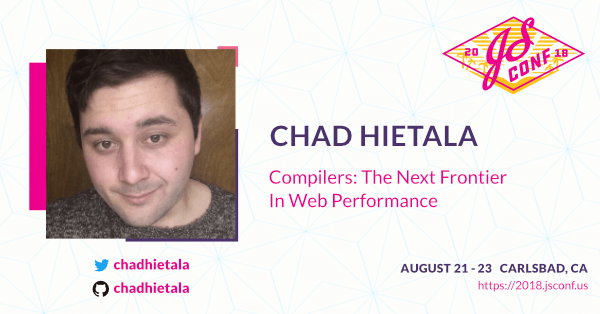 20 JS 18
CONF
CHAD HIETALA
Compilers: The Next Frontier
In Web Performance
chadhietala
chadhietala
AUGUST 21 - 23 CARLSBAD, CA
https://2018.jsconf.us